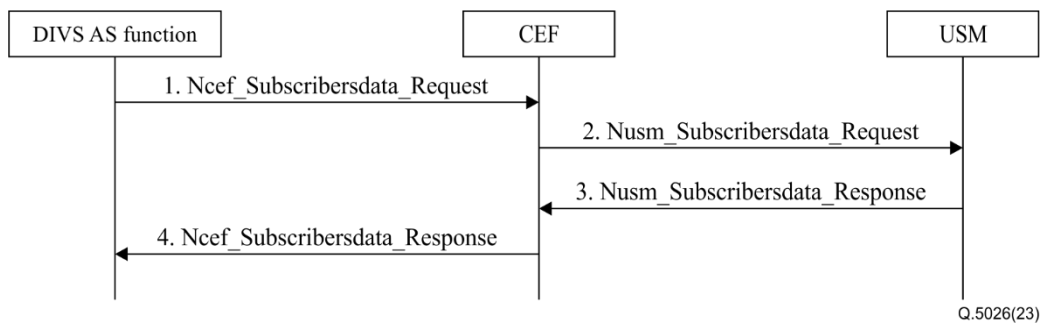 DIVS AS function
CEF
USM
1. Ncef_Subscribersdata_Request
2. Nusm_Subscribersdata_Request
3. Nusm_Subscribersdata_Response
4. Ncef_Subscribersdata_Response
Q.5026(23)